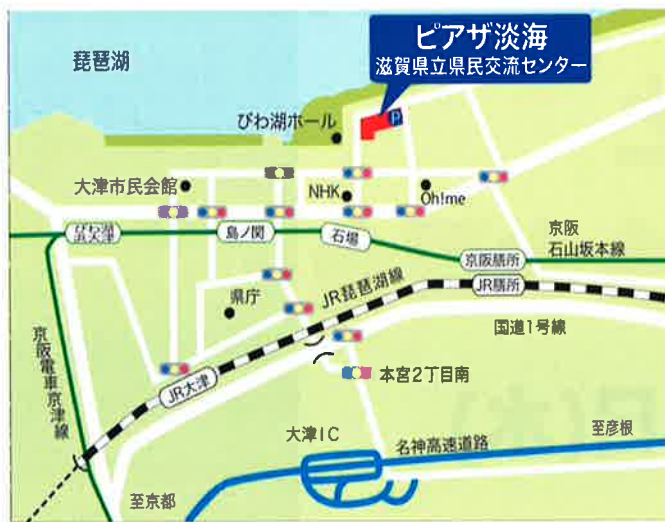 ピアザ淡海
滋賀県立県民交流センター
琵琶湖
P
びわ湖ホール
大津市民会館
NHK
Oh!me
びわ湖
浜大津
島ノ関
石場
京阪
石山坂本線
京阪膳所
JR琵琶湖線
JR膳所
県庁
国道1号線
京阪電車京津線
JR大津
本宮2丁目南
大津IC
名神高速道路
至彦根
至京都